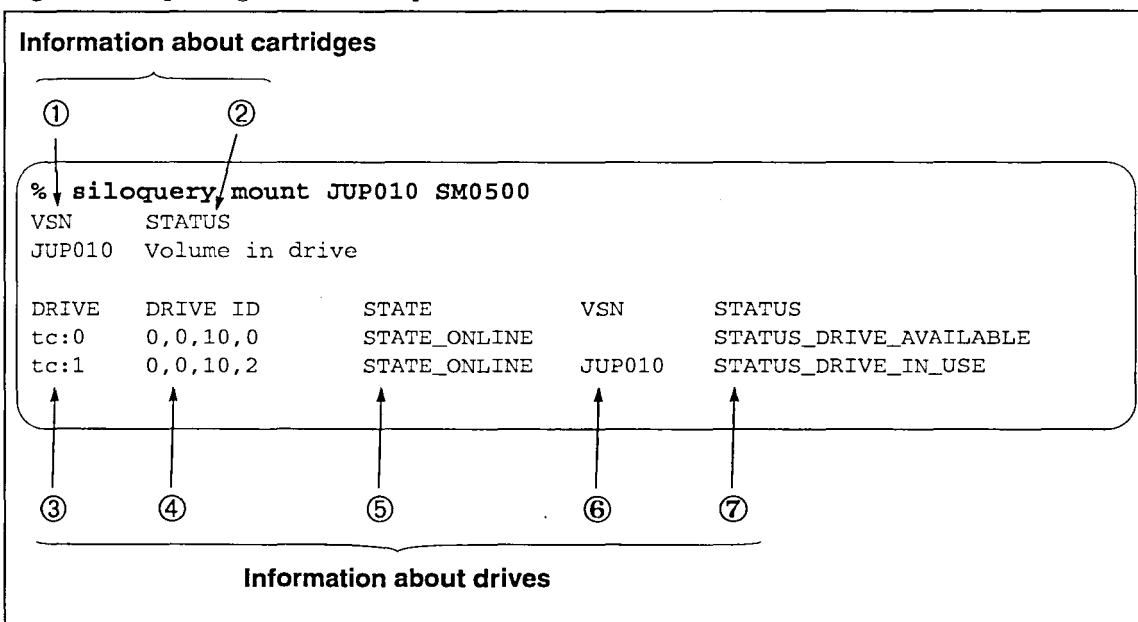 Information about cartridges
① ②
% siloquery mount JUP010 SM0500
VSN STATUS
JUP010 Volume in drive
DRIVE DRIVE ID STATE VSN STATUS
tc:0 0,0,10,0 STATE_ONLINE STATUS_DRIVE_AVAILABLE
tc:1 0,0,10,2 STATE_ONLINE JUP010 STATUS_DRIVE_IN_USE
③ ④ ⑤ ⑥ ⑦
Information about drives